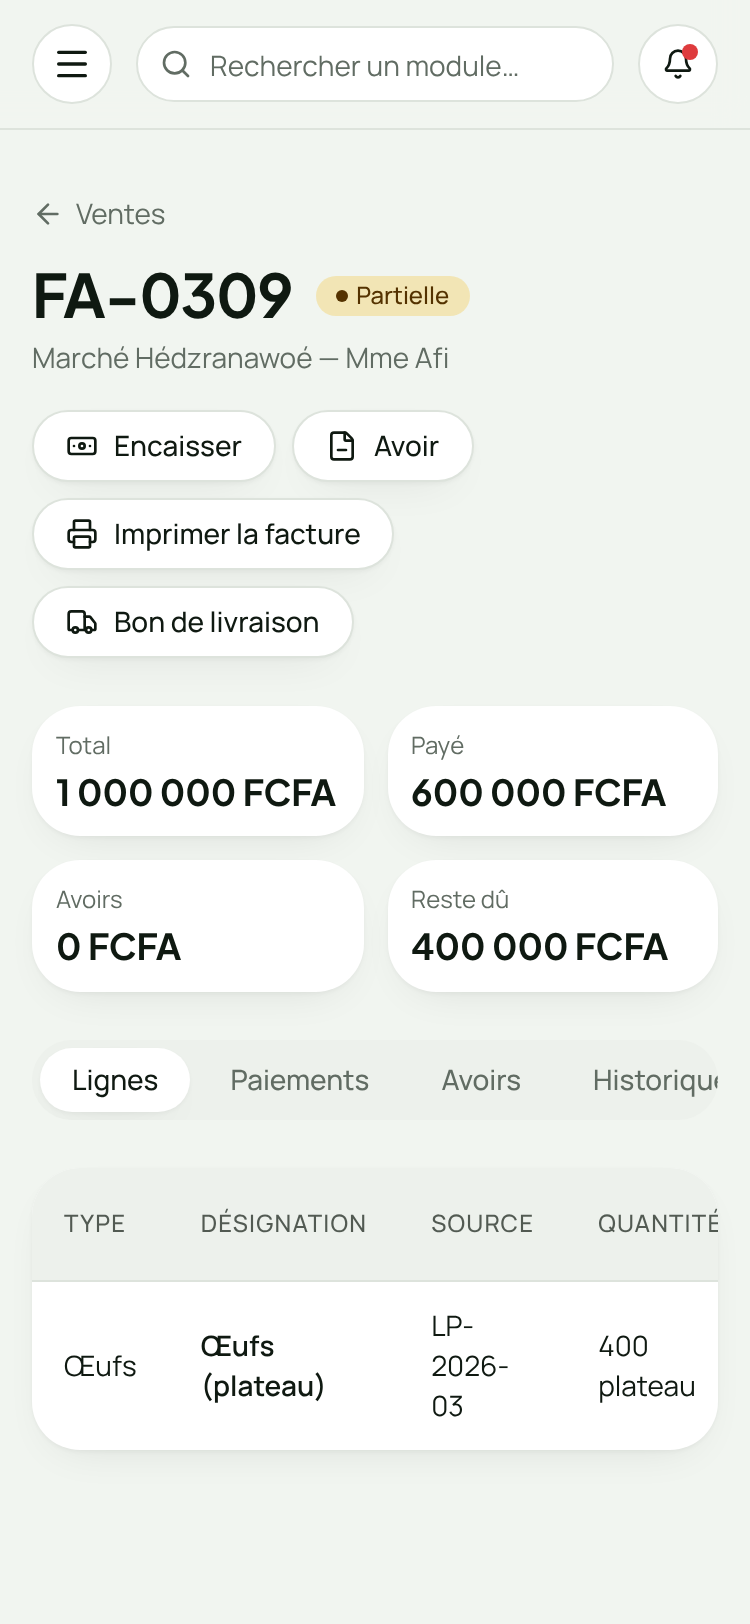 Rechercher un module...
Ventes
FA-0309
Partielle
Marché Hédzranawoé — Mme Afi
Encaisser
Avoir
Imprimer la facture
Bon de livraison
Total
1 000 000 FCFA
Payé
600 000 FCFA
Avoirs
0 FCFA
Reste dû
400 000 FCFA
Lignes Paiements Avoirs Historique
TYPE DÉSIGNATION SOURCE QUANTITÉ
Œufs
Œufs
(plateau)
LP-
2026-
03
400
plateau